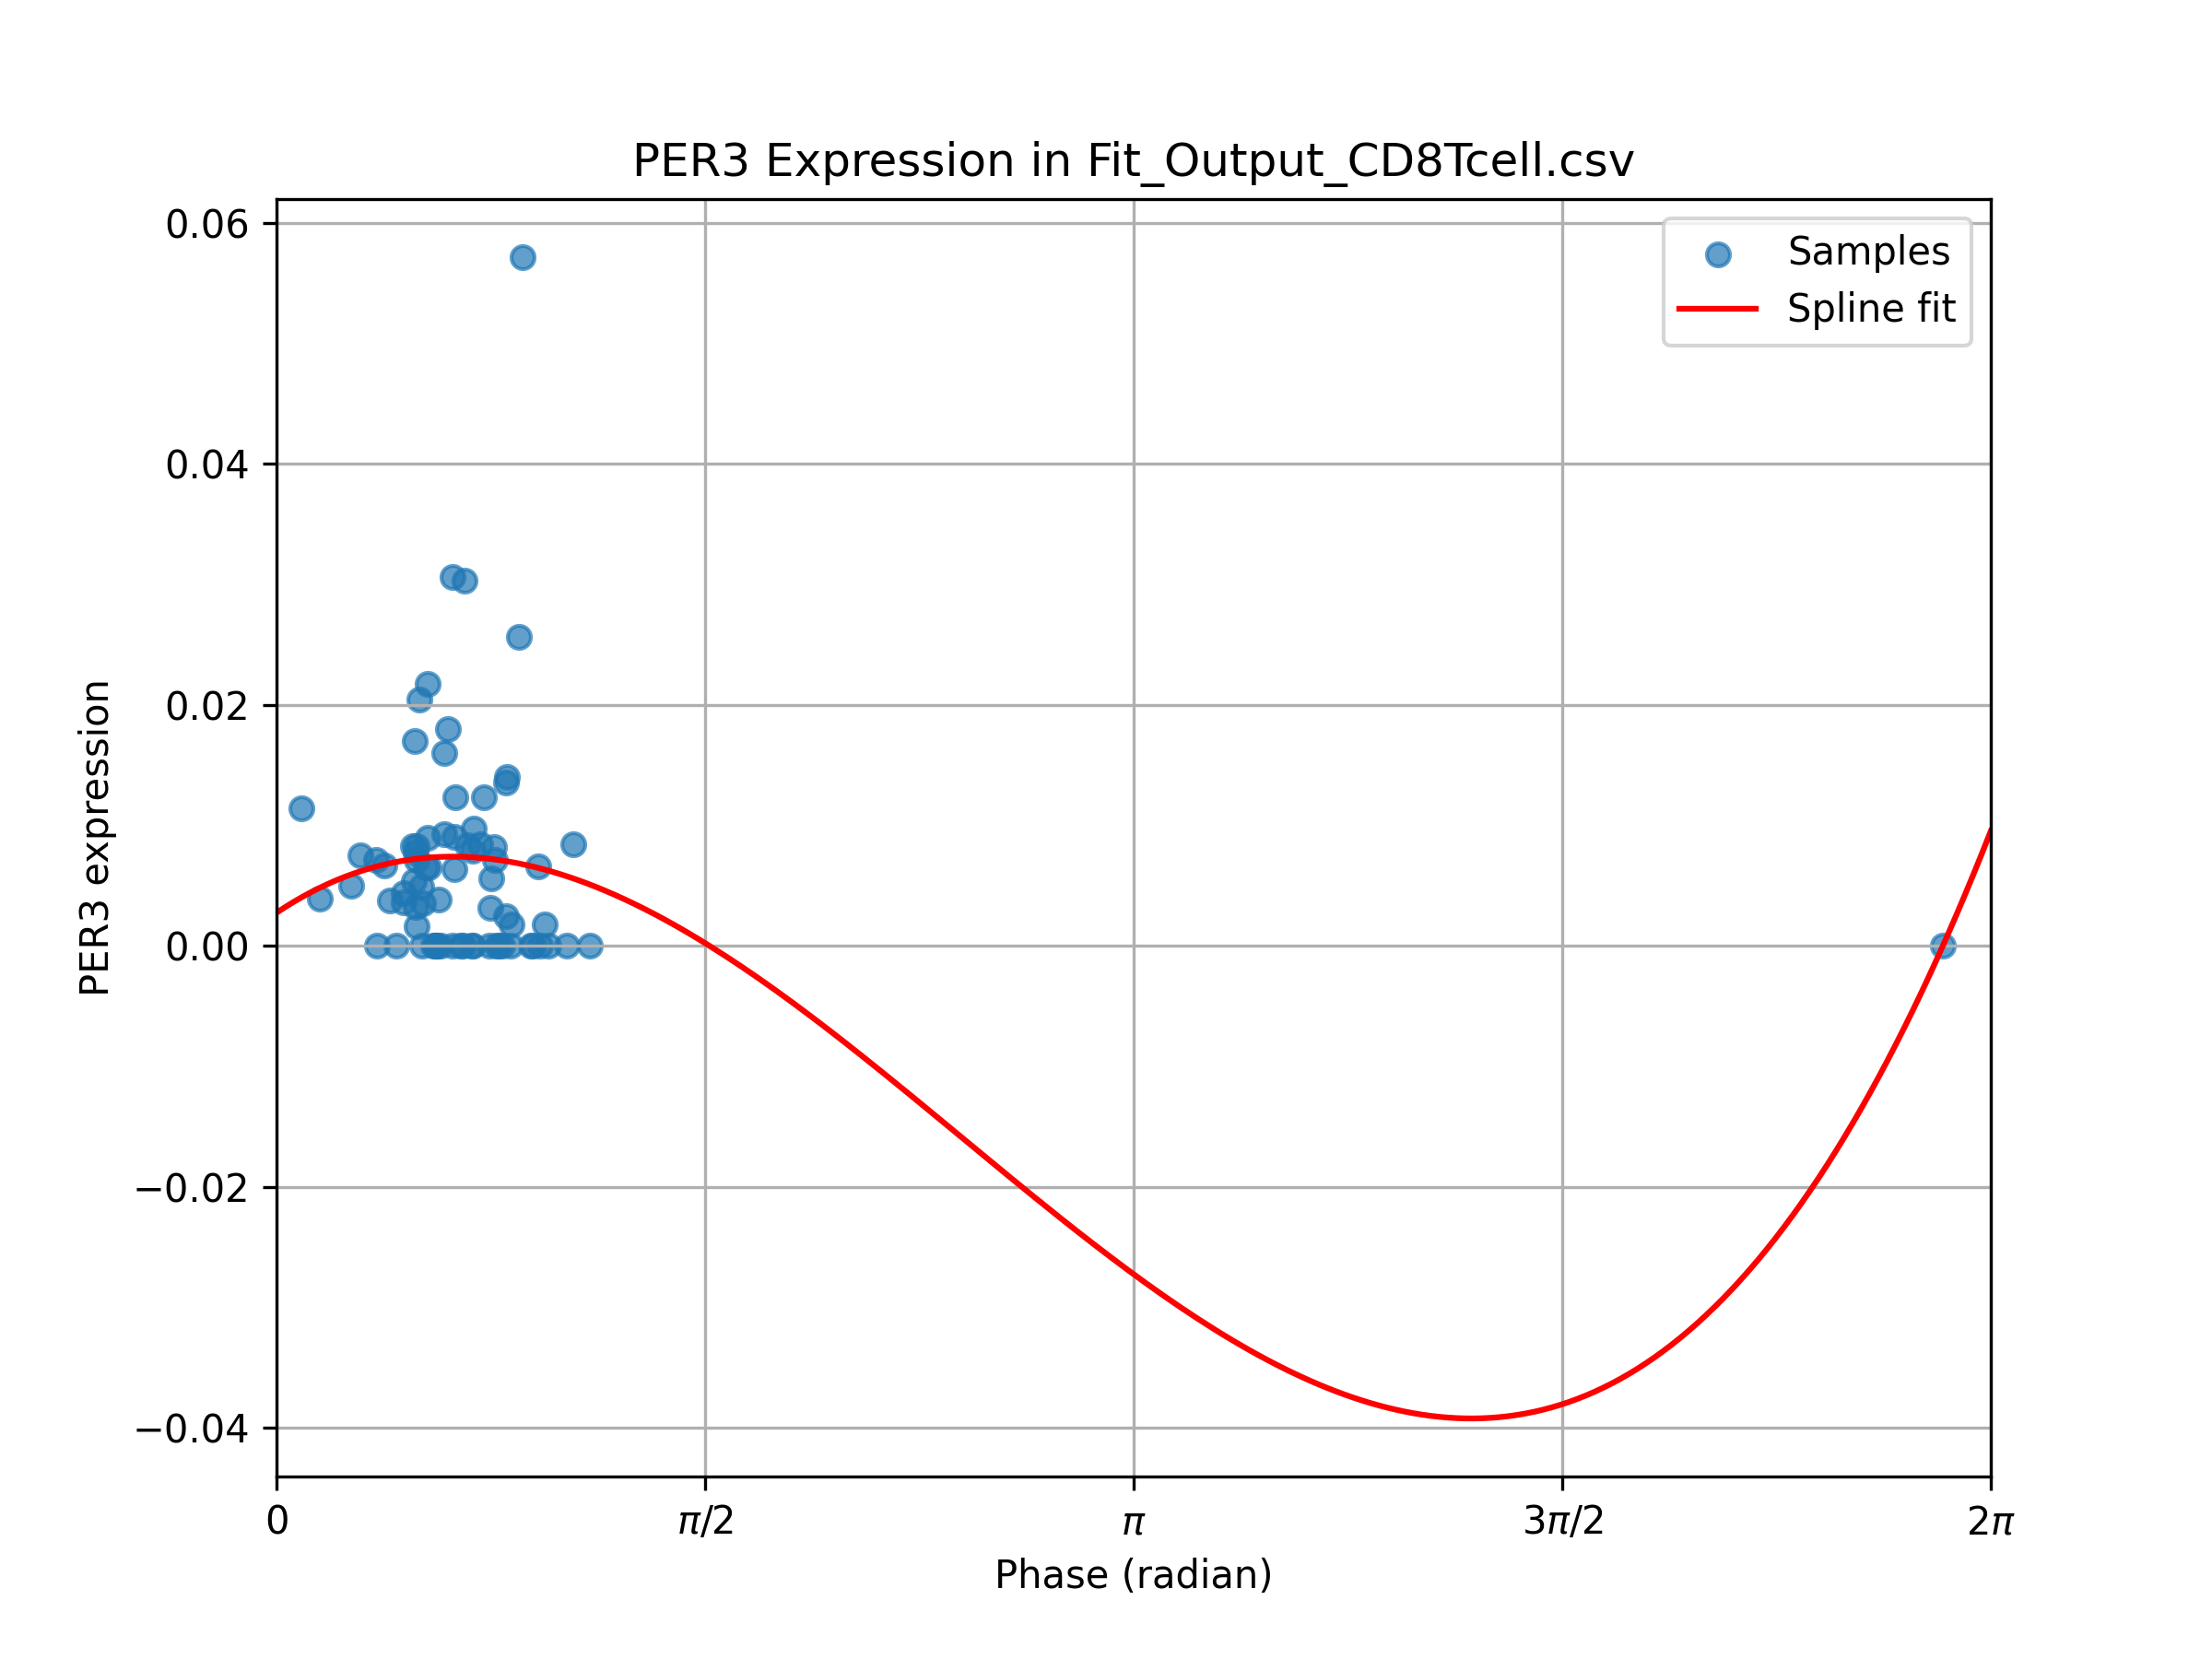 PER3 Expression in Fit_Output_CD8Tcell.csv
Samples
Spline fit
0.06
0.04
0.02
0.00
−0.02
−0.04
PER3 expression
0
π/2
π
3π/2
2π
Phase (radian)